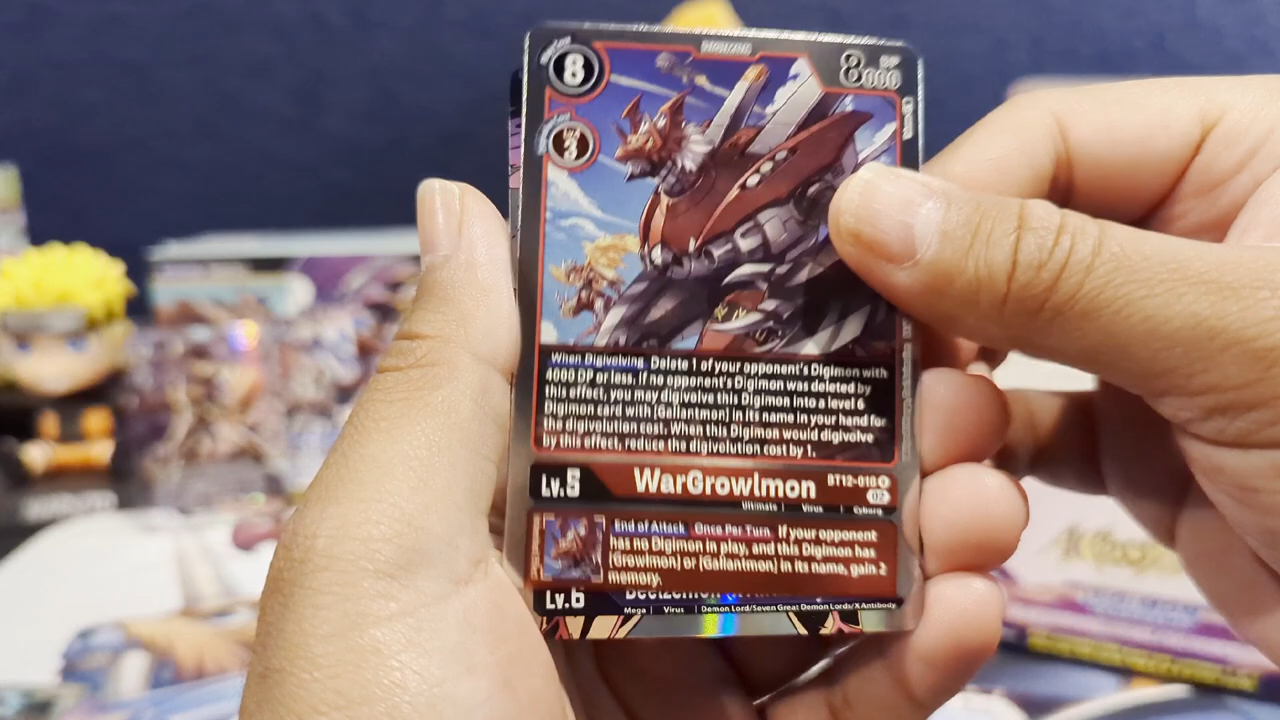 8
DIGIMON
DP
8000
Lv.
3
When Digivolving Delete 1 of your opponent's Digimon with
4000 DP or less. If no opponent's Digimon was deleted by
this effect, you may digivolve this Digimon into a level 6
Digimon card with [Gallantmon] in its name in your hand for
the digivolution cost. When this Digimon would digivolve
by this effect, reduce the digivolution cost by 1.
Lv.5
WarGrowlmon
BT12-016 R
02
Ultimate | Virus | Cyborg
End of Attack Once Per Turn If your opponent
has no Digimon in play, and this Digimon has
[Growlmon] or [Gallantmon] in its name, gain 2
memory.
Lv.6
Mega | Virus | Demon Lord/Seven Great Demon Lords/X Antibody